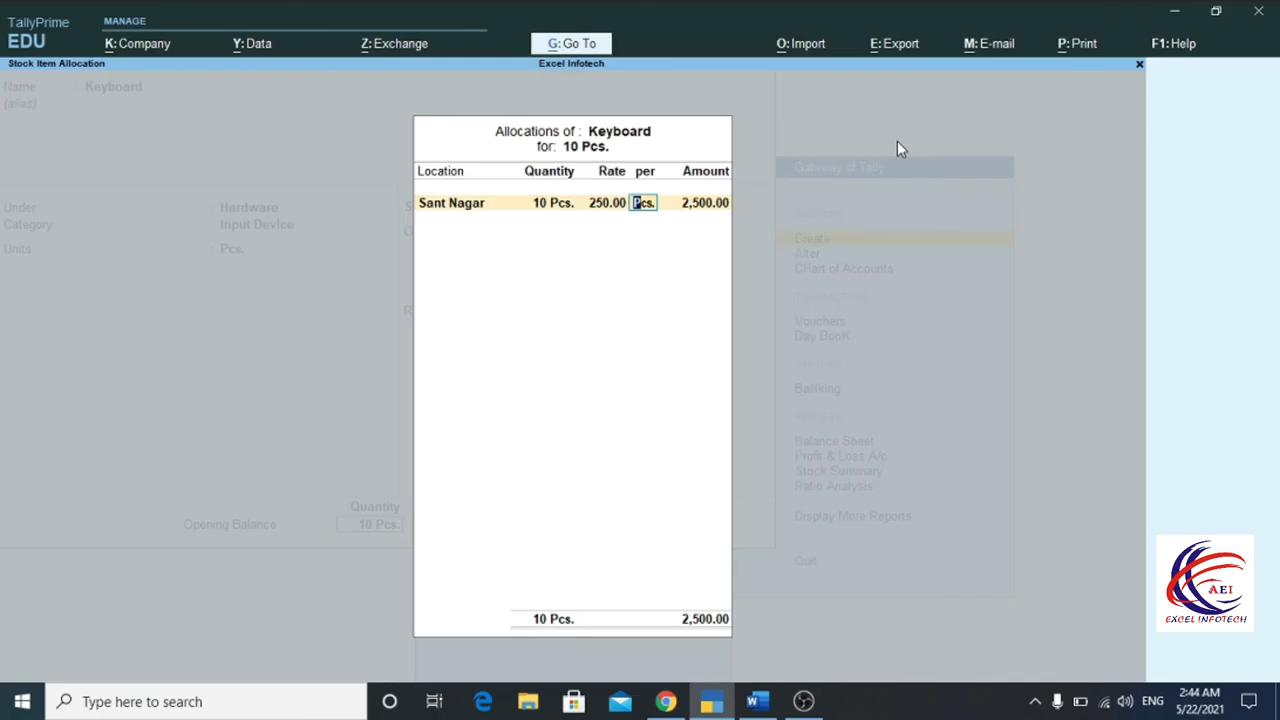 TallyPrime
EDU
MANAGE
K: Company
Y: Data
Z: Exchange
G: Go To
O: Import
E: Export
M: E-mail
P: Print
F1: Help
Stock Item Allocation
Excel Infotech
Name : Keyboard
(alias)
Under : Hardware
Category : Input Device
Units : Pcs.
Quantity
Opening Balance : 10 Pcs.
Allocations of : Keyboard
for: 10 Pcs.
Location Quantity Rate per Amount
Sant Nagar 10 Pcs. 250.00 Pcs. 2,500.00
10 Pcs. 2,500.00
Gateway of Tally
Create
Alter
CHart of Accounts
Vouchers
Day BooK
BaNking
Balance Sheet
Profit & Loss A/c
Stock Summary
Ratio Analysis
Display More Reports
Quit
AEI
EXCEL INFOTECH
Type here to search
ENG
2:44 AM
5/22/2021